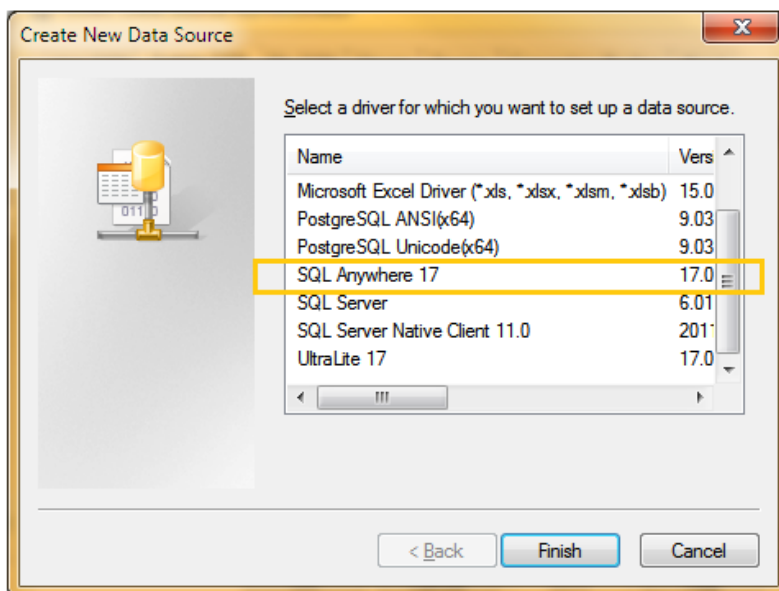 Create New Data Source
Select a driver for which you want to set up a data source.
Name Vers
Microsoft Excel Driver (*.xls, *.xlsx, *.xlsm, *.xlsb) 15.0
PostgreSQL ANSI(x64) 9.03
PostgreSQL Unicode(x64) 9.03
SQL Anywhere 17 17.0
SQL Server 6.01
SQL Server Native Client 11.0 2011
UltraLite 17 17.0
< Back Finish Cancel